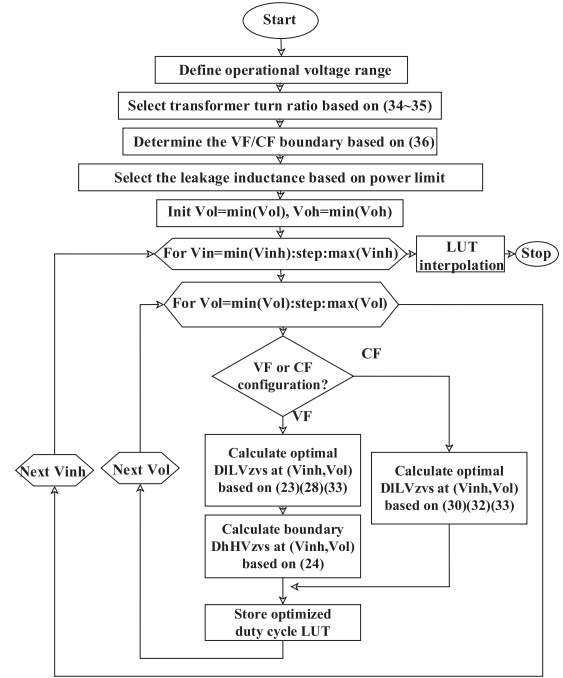 Start
Define operational voltage range
Select transformer turn ratio based on (34~35)
Determine the VF/CF boundary based on (36)
Select the leakage inductance based on power limit
Init Vol=min(Vol), Voh=min(Voh)
For Vin=min(Vinh):step:max(Vinh)
LUT
interpolation
Stop
For Vol=min(Vol):step:max(Vol)
VF or CF
configuration?
CF
VF
Next Vinh
Next Vol
Calculate optimal
DlLVzvs at (Vinh,Vol)
based on (23)(28)(33)
Calculate optimal
DlLVzvs at (Vinh,Vol)
based on (30)(32)(33)
Calculate boundary
DhHVzvs at (Vinh,Vol)
based on (24)
Store optimized
duty cycle LUT